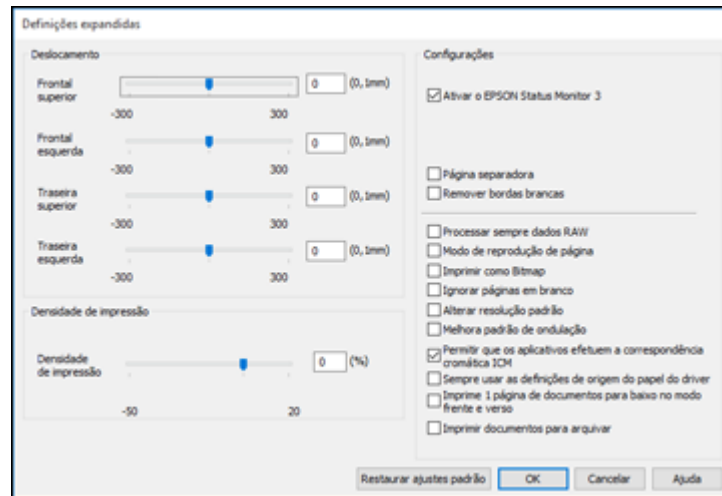 Definições expandidas
Deslocamento
Frontal
superior
0
(0,1mm)
-300
300
Frontal
esquerda
0
(0,1mm)
-300
300
Traseira
superior
0
(0,1mm)
-300
300
Traseira
esquerda
0
(0,1mm)
-300
300
Densidade de impressão
Densidade
de impressão
0
(%)
-50
20
Configurações
Ativar o EPSON Status Monitor 3
Página separadora
Remover bordas brancas
Processar sempre dados RAW
Modo de reprodução de página
Imprimir como Bitmap
Ignorar páginas em branco
Alterar resolução padrão
Melhora padrão de ondulação
Permitir que os aplicativos efetuem a correspondência
cromática ICM
Sempre usar as definições de origem do papel do driver
Imprime 1 página de documentos para baixo no modo
frente e verso
Imprimir documentos para arquivar
Restaurar ajustes padrão
OK
Cancelar
Ajuda